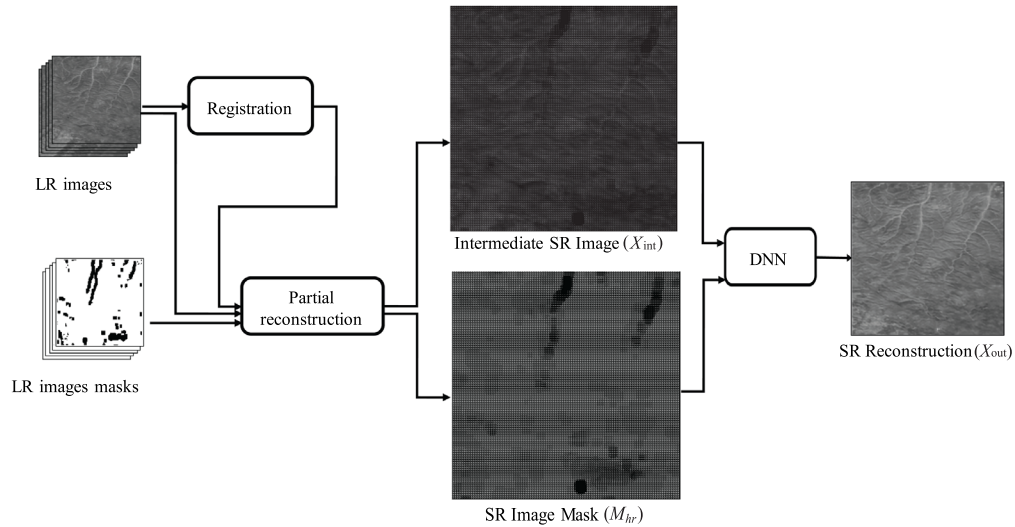 LR images
Registration
LR images masks
Partial
reconstruction
Intermediate SR Image (Xint)
SR Image Mask (Mhr)
DNN
SR Reconstruction (Xout)